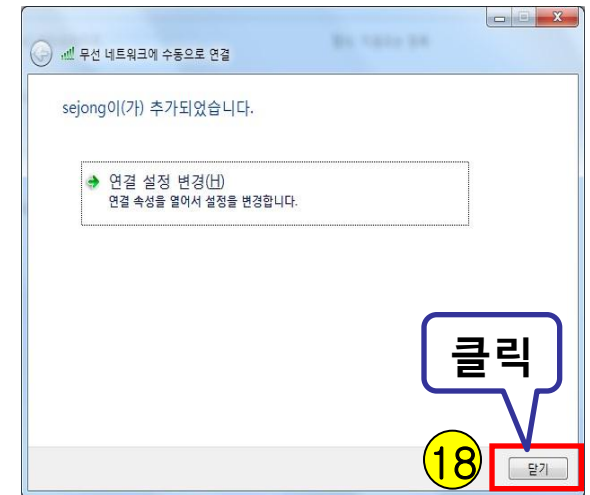 무선 네트워크에 수동으로 연결
sejong이(가) 추가되었습니다.
연결 설정 변경(H)
연결 속성을 열어서 설정을 변경합니다.
클릭
18
닫기